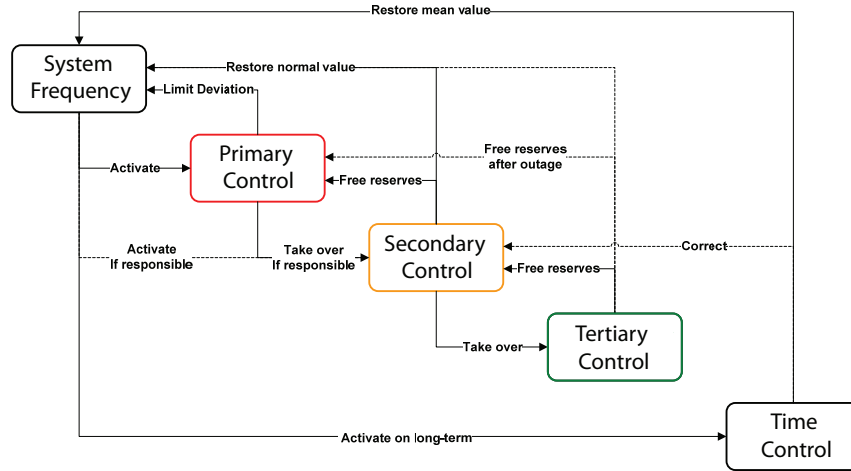 Restore mean value
System
Frequency
Restore normal value
Limit Deviation
Primary
Control
Activate
Free reserves
after outage
Free reserves
Activate
If responsible
Take over
If responsible
Secondary
Control
Correct
Free reserves
Take over
Tertiary
Control
Activate on long-term
Time
Control